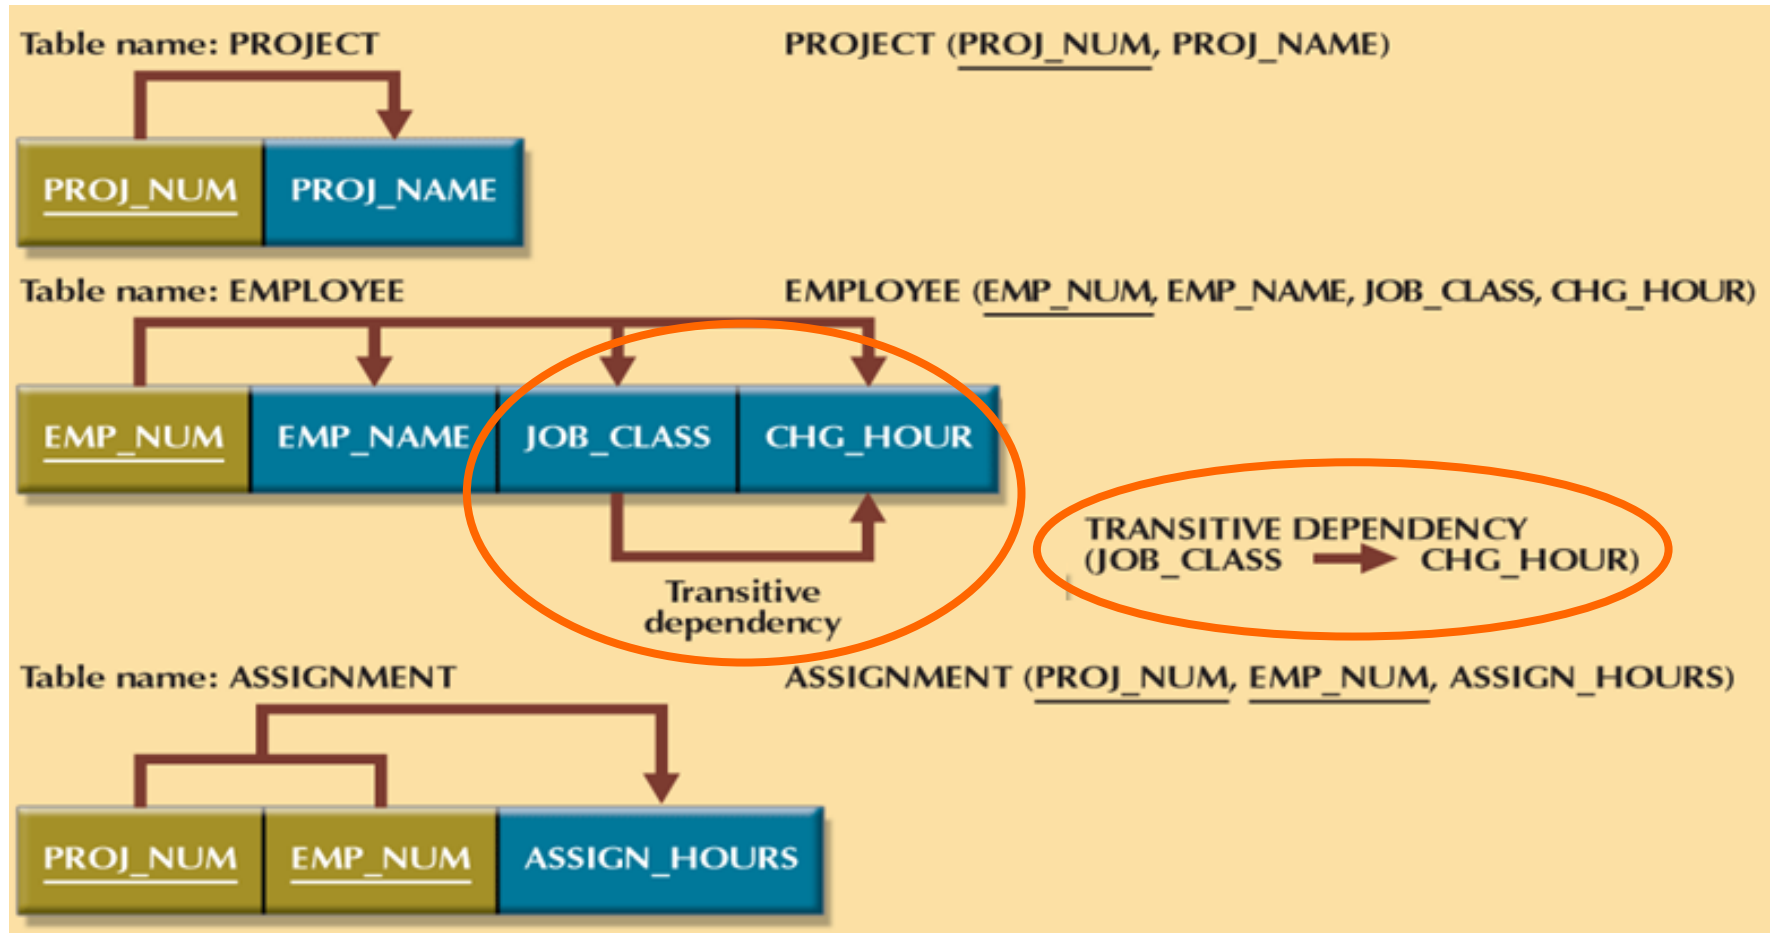 Table name: PROJECT
PROJECT (PROJ_NUM, PROJ_NAME)
PROJ_NUM PROJ_NAME
Table name: EMPLOYEE
EMPLOYEE (EMP_NUM, EMP_NAME, JOB_CLASS, CHG_HOUR)
EMP_NUM EMP_NAME JOB_CLASS CHG_HOUR
TRANSITIVE DEPENDENCY
(JOB_CLASS CHG_HOUR)
Transitive
dependency
Table name: ASSIGNMENT
ASSIGNMENT (PROJ_NUM, EMP_NUM, ASSIGN_HOURS)
PROJ_NUM EMP_NUM ASSIGN_HOURS